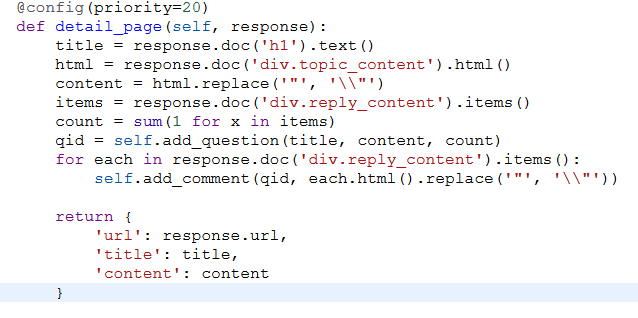 @config(priority=20)
def detail_page(self, response):
    title = response.doc('h1').text()
    html = response.doc('div.topic_content').html()
    content = html.replace('"', '\\"')
    items = response.doc('div.reply_content').items()
    count = sum(1 for x in items)
    qid = self.add_question(title, content, count)
    for each in response.doc('div.reply_content').items():
        self.add_comment(qid, each.html().replace('"', '\\"'))

    return {
        'url': response.url,
        'title': title,
        'content': content
    }